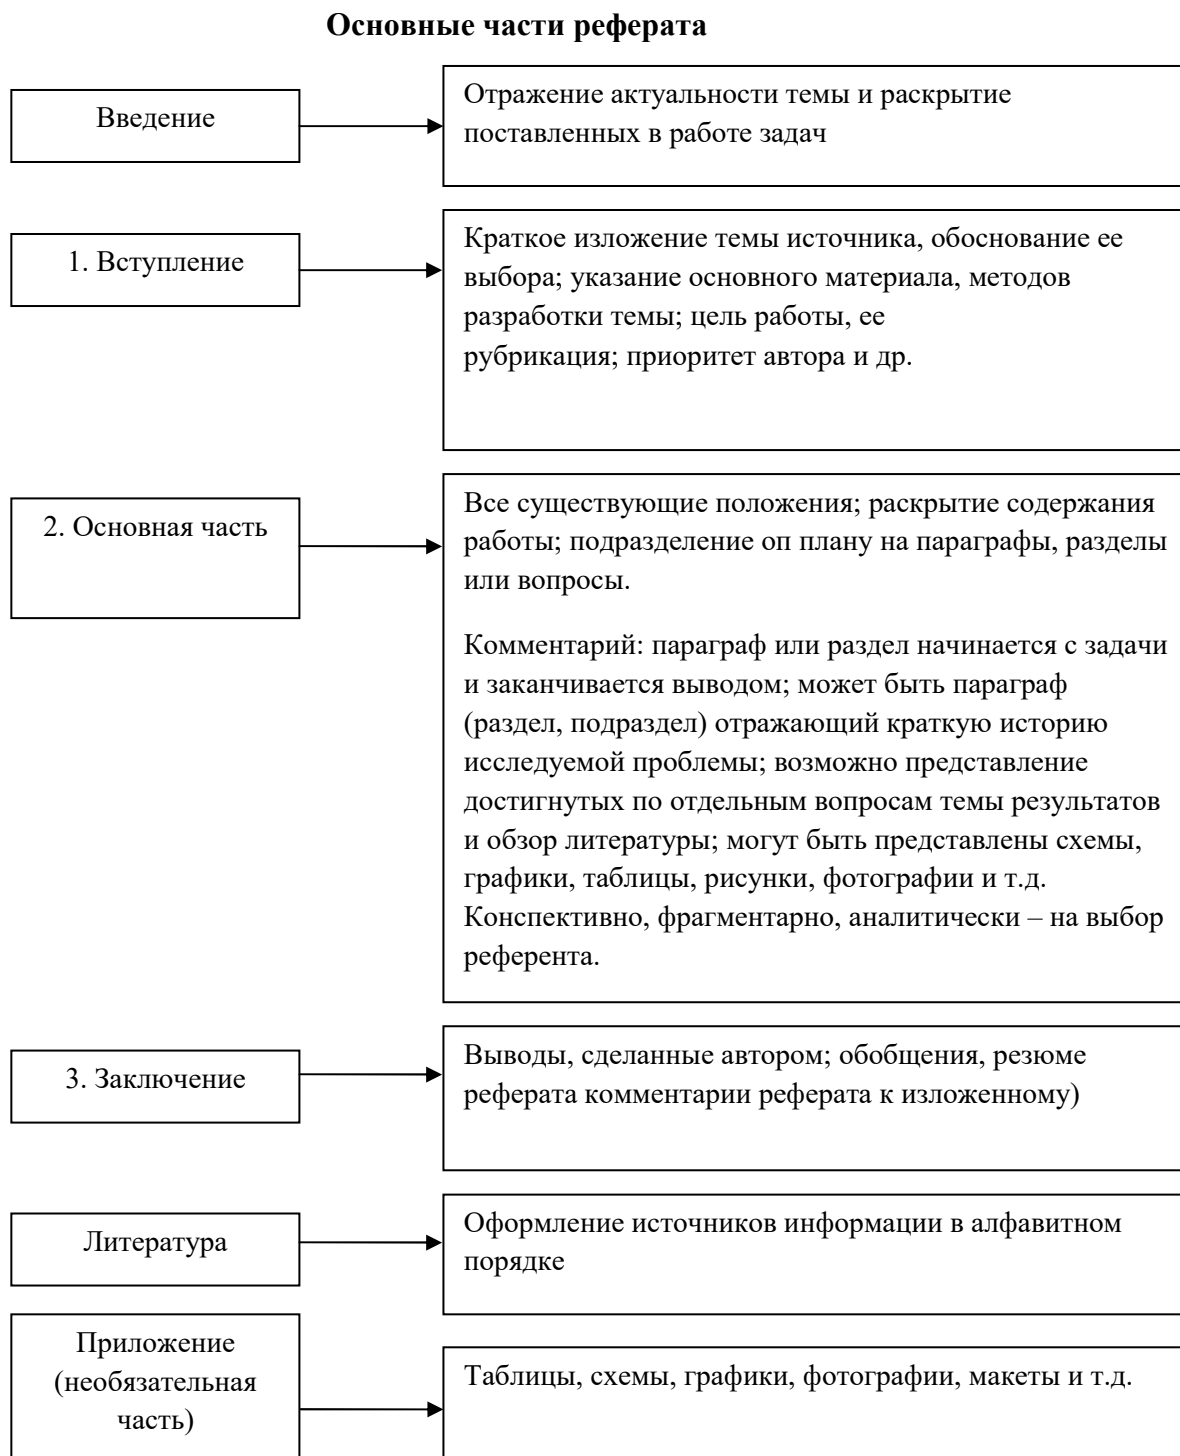 Основные части реферата
Введение
Отражение актуальности темы и раскрытие
поставленных в работе задач
1. Вступление
Краткое изложение темы источника, обоснование ее
выбора; указание основного материала, методов
разработки темы; цель работы, ее
рубрикация; приоритет автора и др.
2. Основная часть
Все существующие положения; раскрытие содержания
работы; подразделение оп плану на параграфы, разделы
или вопросы.
Комментарий: параграф или раздел начинается с задачи
и заканчивается выводом; может быть параграф
(раздел, подраздел) отражающий краткую историю
исследуемой проблемы; возможно представление
достигнутых по отдельным вопросам темы результатов
и обзор литературы; могут быть представлены схемы,
графики, таблицы, рисунки, фотографии и т.д.
Конспективно, фрагментарно, аналитически – на выбор
референта.
3. Заключение
Выводы, сделанные автором; обобщения, резюме
реферата комментарии реферата к изложенному)
Литература
Оформление источников информации в алфавитном
порядке
Приложение
(необязательная
часть)
Таблицы, схемы, графики, фотографии, макеты и т.д.